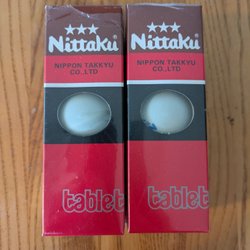 Nittaku
NIPPON TAKKYU
CO.,LTD
tablet
Nittaku
NIPPON TAKKYU
CO.,LTD
tablet